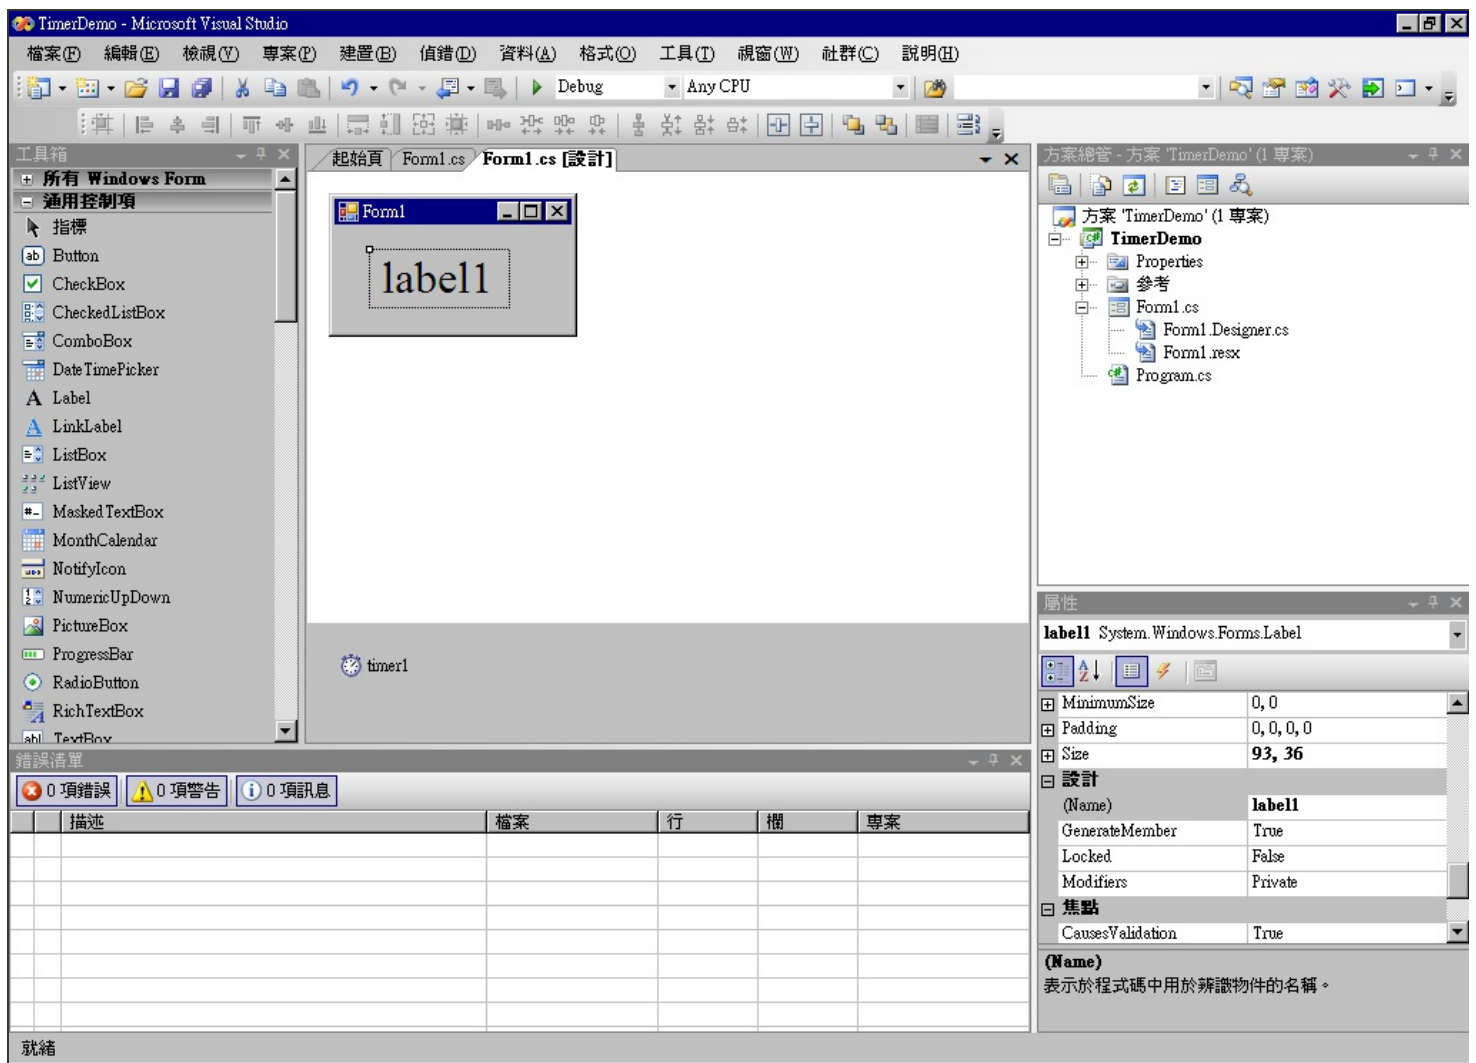 TimerDemo - Microsoft Visual Studio
檔案(F) 編輯(E) 檢視(V) 專案(P) 建置(B) 偵錯(D) 資料(A) 格式(O) 工具(T) 視窗(W) 社群(C) 說明(H)
Debug Any CPU
工具箱
所有 Windows Form
通用控制項
指標
Button
CheckBox
CheckedListBox
ComboBox
DateTimePicker
Label
LinkLabel
ListBox
ListView
MaskedTextBox
MonthCalendar
NotifyIcon
NumericUpDown
PictureBox
ProgressBar
RadioButton
RichTextBox
TextBox
起始頁 Form1.cs Form1.cs [設計]
Form1
label1
timer1
方案總管 - 方案 'TimerDemo' (1 專案)
方案 'TimerDemo' (1 專案)
TimerDemo
Properties
參考
Form1.cs
Form1.Designer.cs
Form1.resx
Program.cs
屬性
label1 System.Windows.Forms.Label
MinimumSize 0, 0
Padding 0, 0, 0, 0
Size 93, 36
設計
(Name) label1
GenerateMember True
Locked False
Modifiers Private
焦點
CausesValidation True
(Name)
表示於程式碼中用於辨識物件的名稱。
錯誤清單
0 項錯誤 0 項警告 0 項訊息
描述 檔案 行 欄 專案
就緒